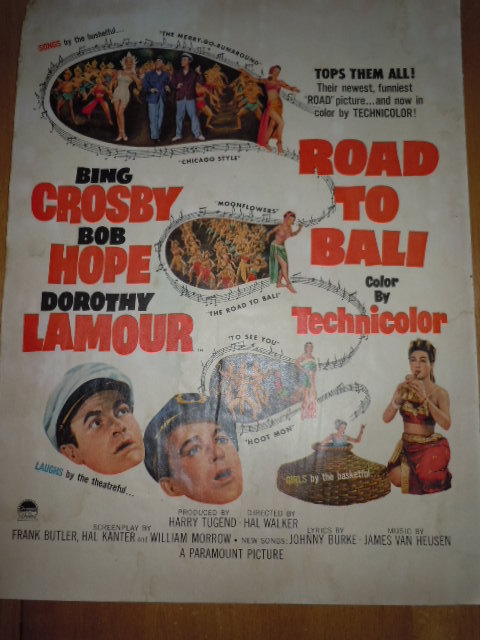 SONGS by the bushelful...
"THE MERRY-GO-RUNAROUND"
TOPS THEM ALL!
Their newest, funniest
'ROAD' picture...and now in
color by TECHNICOLOR!
"CHICAGO STYLE"
ROAD
TO
BALI
BING
CROSBY
BOB
HOPE
DOROTHY
LAMOUR
"MOONFLOWERS"
"THE ROAD TO BALI"
Color
By
Technicolor
"TO SEE YOU"
"HOOT MON"
LAUGHS by the theatreful...
GIRLS by the basketful...
PRODUCED BY
HARRY TUGEND
DIRECTED BY
HAL WALKER
SCREENPLAY BY
FRANK BUTLER, HAL KANTER and WILLIAM MORROW • NEW SONGS:
LYRICS BY
JOHNNY BURKE •
MUSIC BY
JAMES VAN HEUSEN
A PARAMOUNT PICTURE